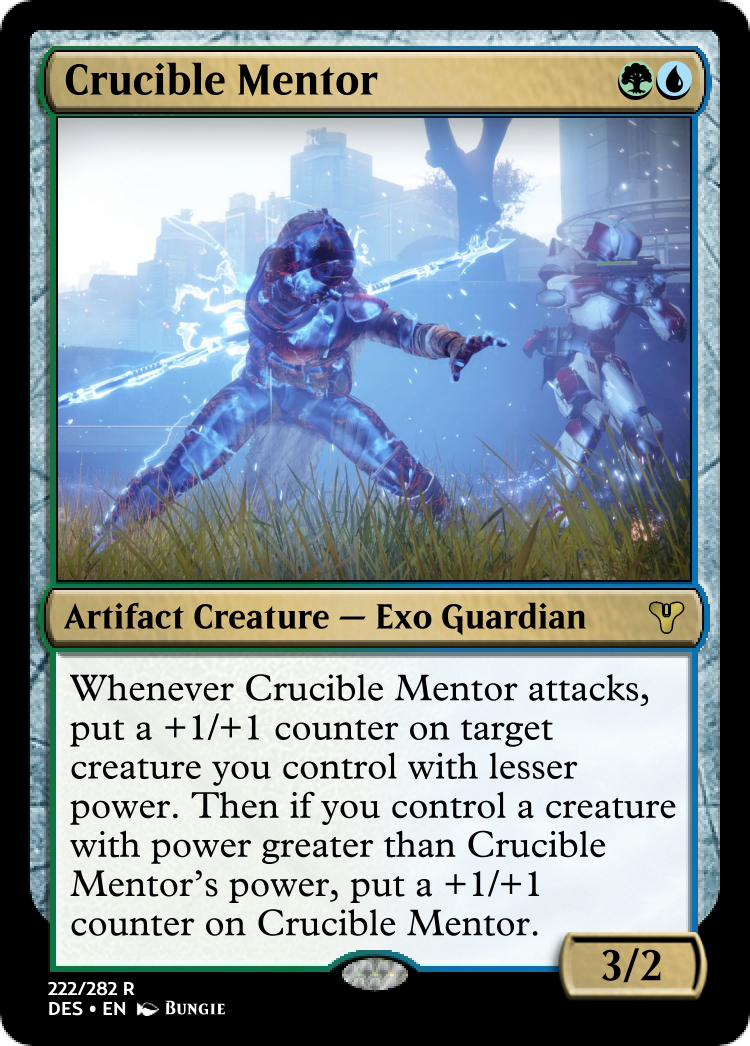 Crucible Mentor
Artifact Creature — Exo Guardian
Whenever Crucible Mentor attacks,
put a +1/+1 counter on target
creature you control with lesser
power. Then if you control a creature
with power greater than Crucible
Mentor’s power, put a +1/+1
counter on Crucible Mentor.
3/2
222/282 R
DES • EN Bungie